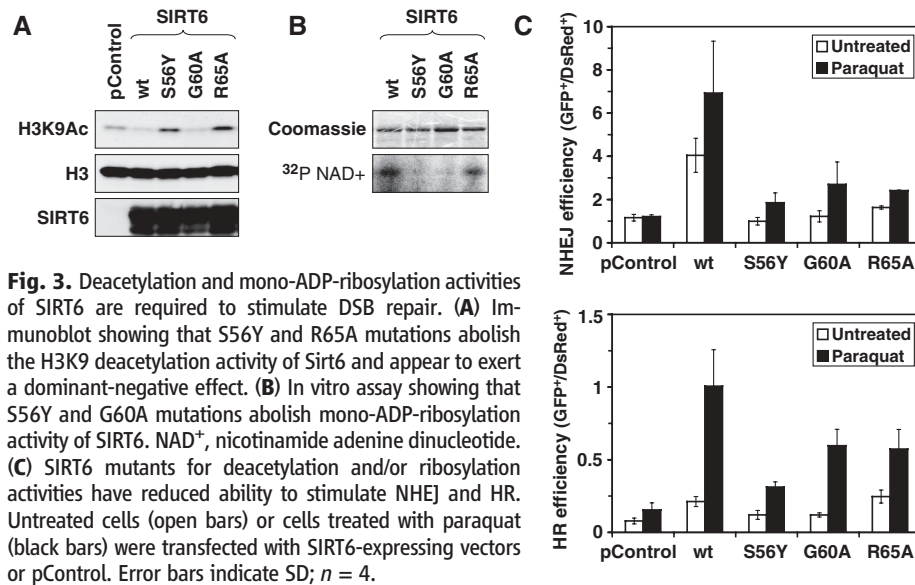 A
SIRT6
pControl
wt
S56Y
G60A
R65A
H3K9Ac
H3
SIRT6
B
SIRT6
wt
S56Y
G60A
R65A
Coomassie
³²P NAD+
Fig. 3. Deacetylation and mono-ADP-ribosylation activities
of SIRT6 are required to stimulate DSB repair. (A) Im-
munoblot showing that S56Y and R65A mutations abolish
the H3K9 deacetylation activity of Sirt6 and appear to exert
a dominant-negative effect. (B) In vitro assay showing that
S56Y and G60A mutations abolish mono-ADP-ribosylation
activity of SIRT6. NAD⁺, nicotinamide adenine dinucleotide.
(C) SIRT6 mutants for deacetylation and/or ribosylation
activities have reduced ability to stimulate NHEJ and HR.
Untreated cells (open bars) or cells treated with paraquat
(black bars) were transfected with SIRT6-expressing vectors
or pControl. Error bars indicate SD; n = 4.
C
NHEJ efficiency (GFP⁺/DsRed⁺)
10
8
6
4
2
0
Untreated
Paraquat
pControl wt S56Y G60A R65A
HR efficiency (GFP⁺/DsRed⁺)
1.5
1
0.5
0
Untreated
Paraquat
pControl wt S56Y G60A R65A